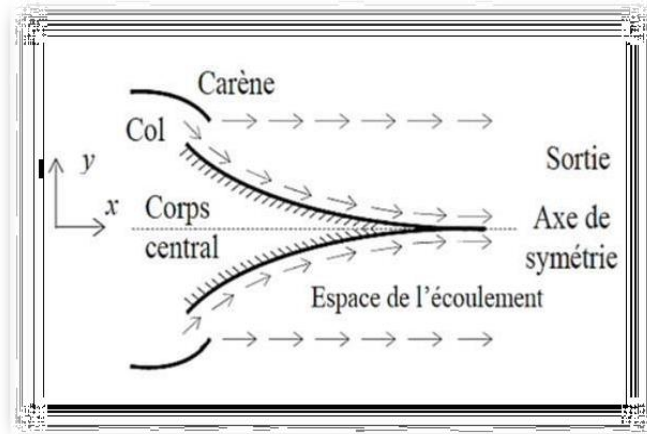 Carène
Col
y
Sortie
x
Corps
central
Axe de
symétrie
Espace de l'écoulement